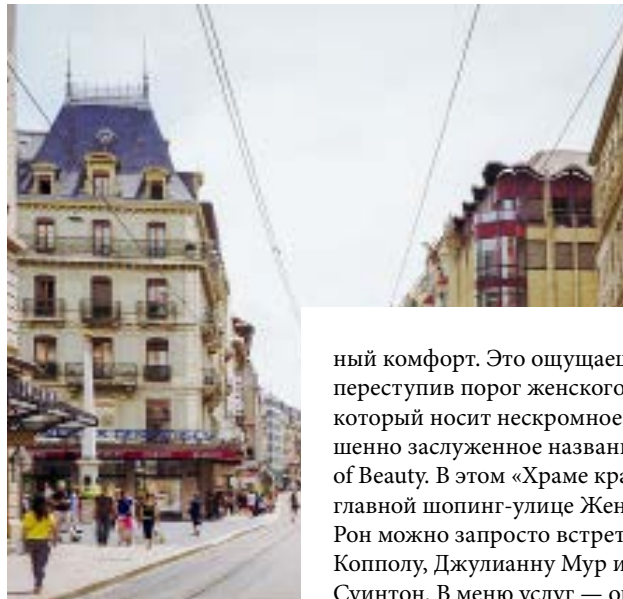 ный комфорт. Это ощущаеш
переступив порог женского
который носит нескромное
шенно заслуженное названи
of Beauty. В этом «Храме кра
главной шопинг-улице Жен
Рон можно запросто встрет
Копполу, Джулианну Мур и
Суинтон. В меню услуг — о